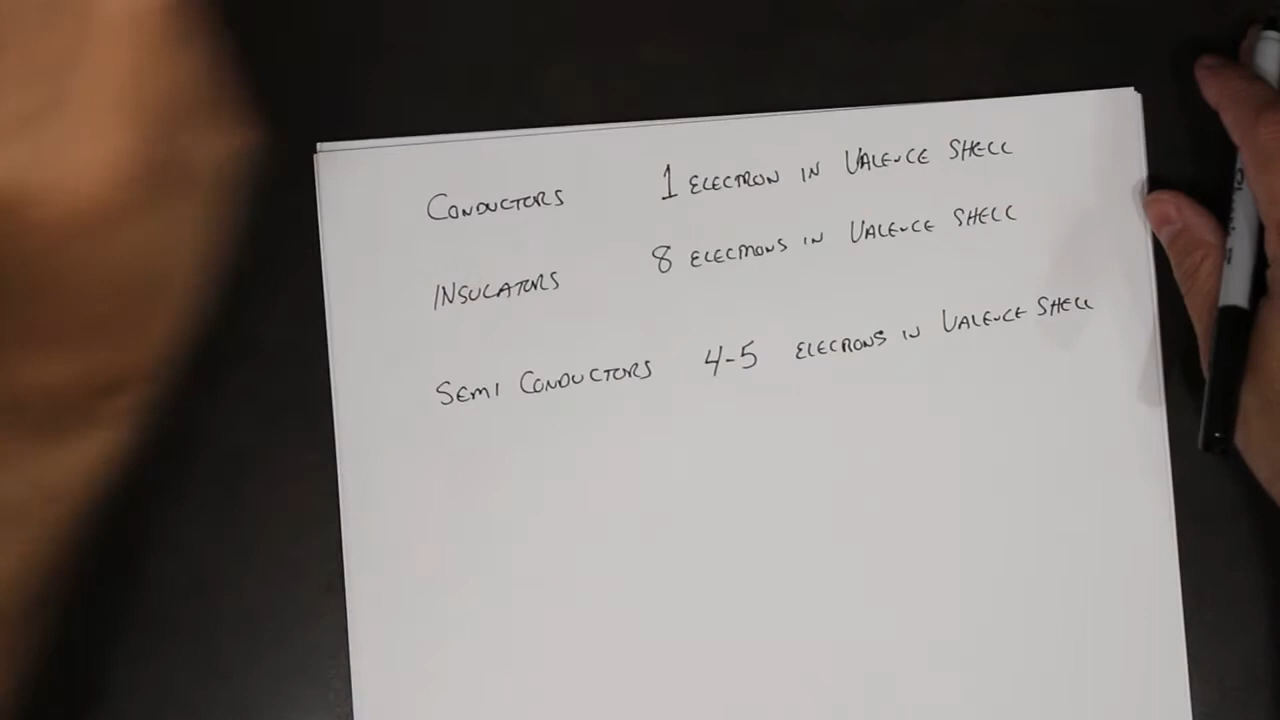 CONDUCTORS 1 ELECTRON IN VALENCE SHELL
INSULATORS 8 ELECTRONS IN VALENCE SHELL
SEMI CONDUCTORS 4-5 ELECRONS IN VALENCE SHELL